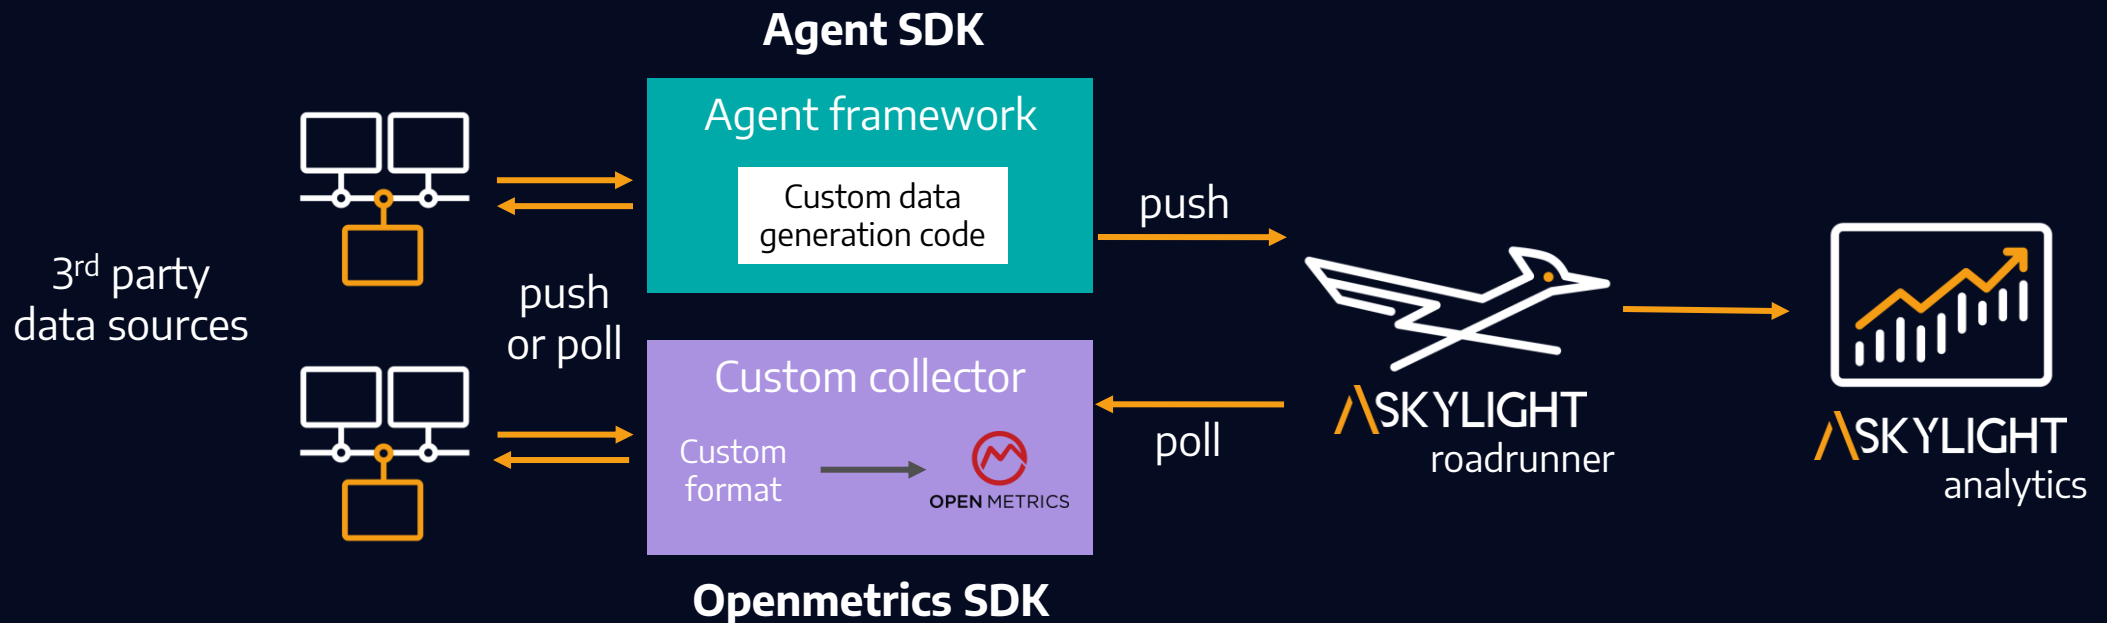 Agent SDK
Agent framework
Custom data
generation code
push
3rd party
data sources
push
or poll
Custom collector
Custom
format
OPEN METRICS
poll
SKYLIGHT
roadrunner
SKYLIGHT
analytics
Openmetrics SDK